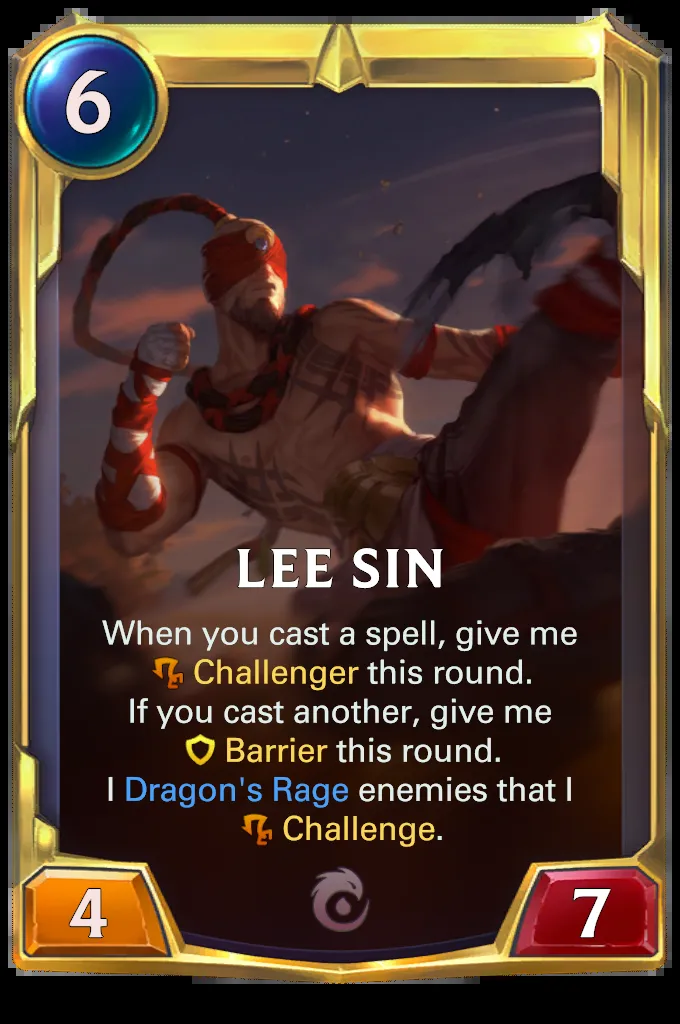 6
LEE SIN
When you cast a spell, give me
Challenger this round.
If you cast another, give me
Barrier this round.
I Dragon's Rage enemies that I
Challenge.
4
7